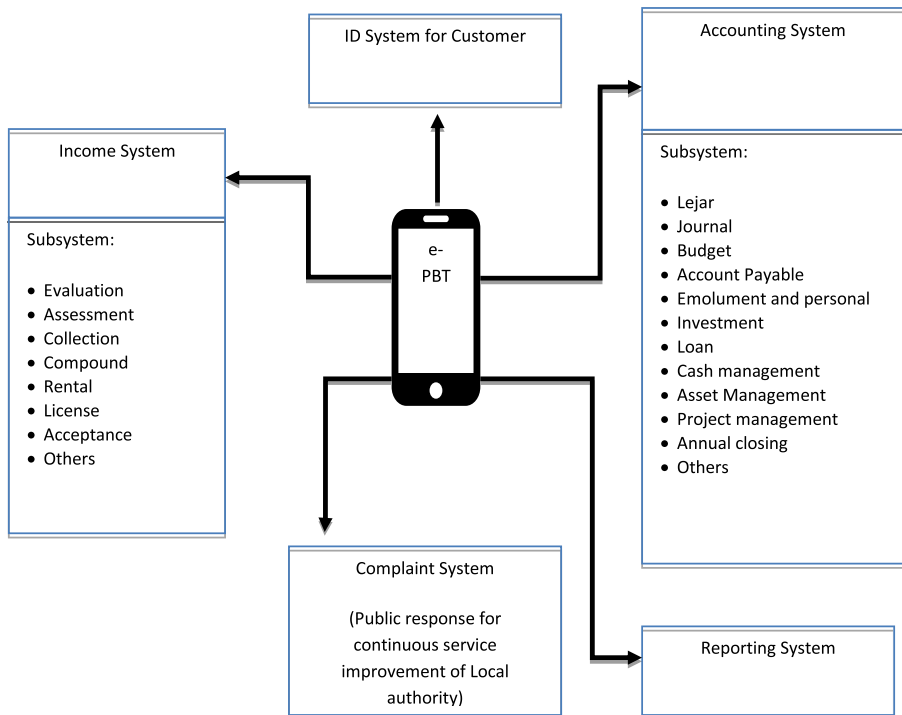 ID System for Customer
Accounting System
Subsystem:
• Lejar
• Journal
• Budget
• Account Payable
• Emolument and personal
• Investment
• Loan
• Cash management
• Asset Management
• Project management
• Annual closing
• Others
Income System
Subsystem:
• Evaluation
• Assessment
• Collection
• Compound
• Rental
• License
• Acceptance
• Others
e-
PBT
Complaint System
(Public response for
continuous service
improvement of Local
authority)
Reporting System